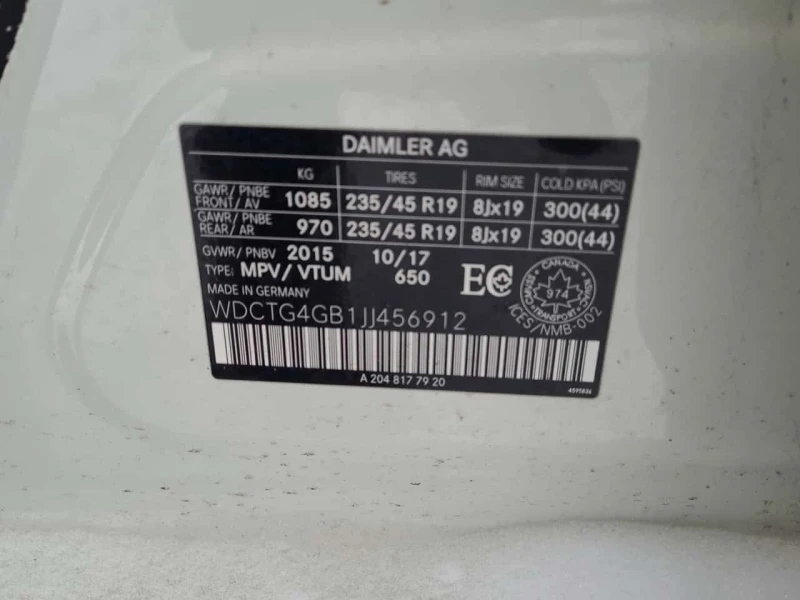 DAIMLER AG
KG TIRES RIM SIZE COLD KPA (PSI)
GAWR/ PNBE FRONT/ AV 1085 235/45 R19 8Jx19 300(44)
GAWR/ PNBE REAR/ AR 970 235/45 R19 8Jx19 300(44)
GVWR/ PNBV 2015 10/17
TYPE: MPV/ VTUM 650 EC
MADE IN GERMANY
CANADA
974
TRANSPORT
ICES/NMB-002
WDCTG4GB1JJ456912
A 204 817 79 20